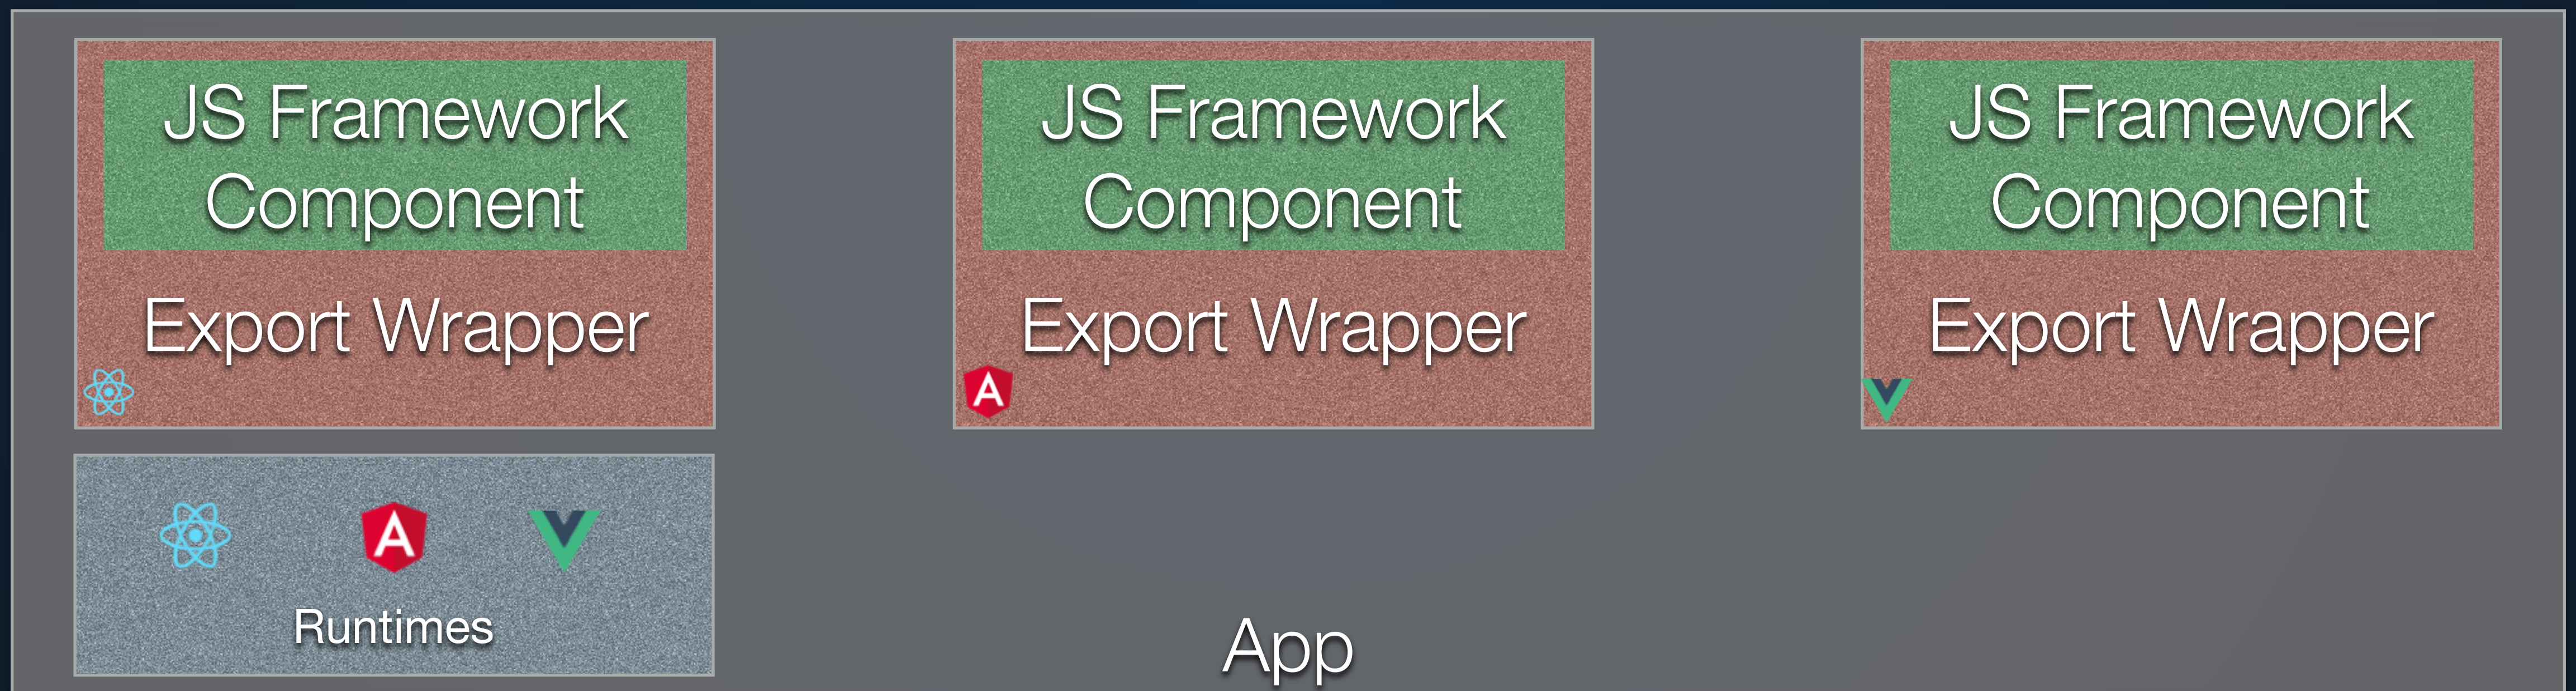 JS Framework
Component
Export Wrapper
JS Framework
Component
Export Wrapper
JS Framework
Component
Export Wrapper
Runtimes
App